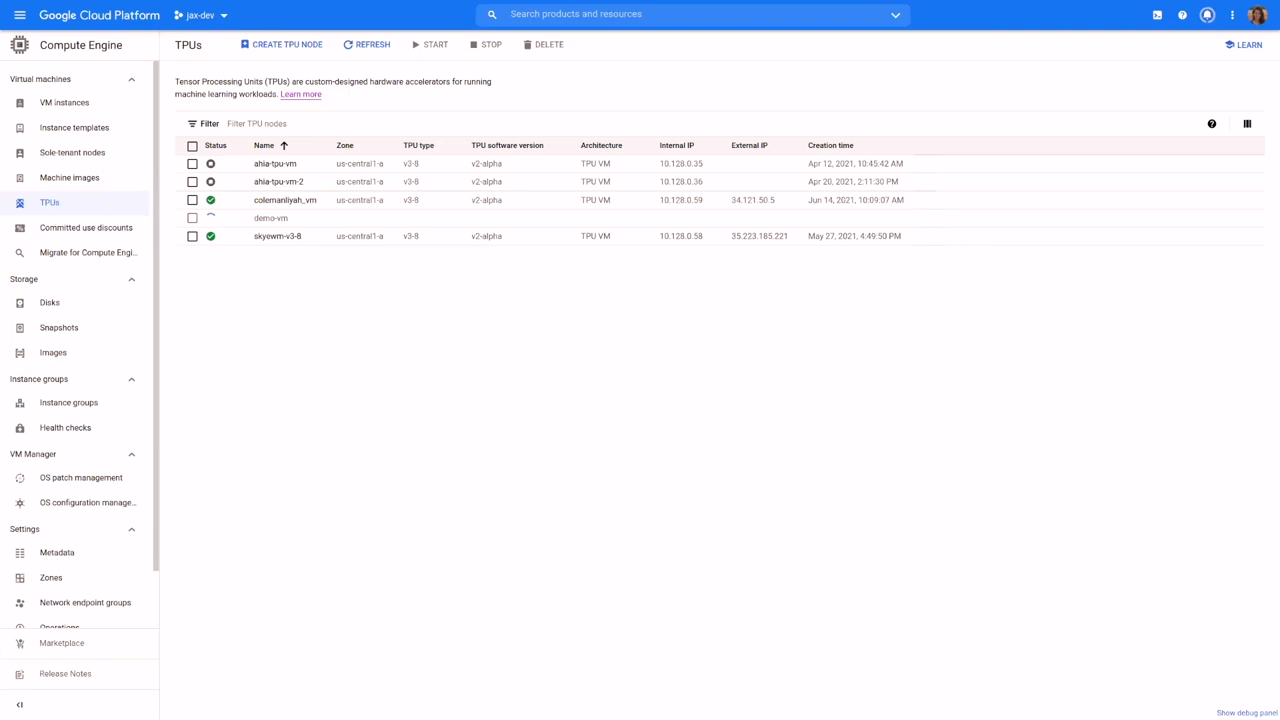 Google Cloud Platform jax-dev Search products and resources
Compute Engine
TPUs CREATE TPU NODE REFRESH START STOP DELETE LEARN
Virtual machines
VM instances
Instance templates
Sole-tenant nodes
Machine images
TPUs
Committed use discounts
Migrate for Compute Engi...
Storage
Disks
Snapshots
Images
Instance groups
Instance groups
Health checks
VM Manager
OS patch management
OS configuration manage...
Settings
Metadata
Zones
Network endpoint groups
Operations
Marketplace
Release Notes
Tensor Processing Units (TPUs) are custom-designed hardware accelerators for running
machine learning workloads. Learn more
Filter Filter TPU nodes
Status Name Zone TPU type TPU software version Architecture Internal IP External IP Creation time
ahia-tpu-vm us-central1-a v3-8 v2-alpha TPU VM 10.128.0.35 Apr 12, 2021, 10:45:42 AM
ahia-tpu-vm-2 us-central1-a v3-8 v2-alpha TPU VM 10.128.0.36 Apr 20, 2021, 2:11:30 PM
colemanliyah_vm us-central1-a v3-8 v2-alpha TPU VM 10.128.0.59 34.121.50.5 Jun 14, 2021, 10:09:07 AM
demo-vm
skyewm-v3-8 us-central1-a v3-8 v2-alpha TPU VM 10.128.0.58 35.223.185.221 May 27, 2021, 4:49:50 PM
Show debug panel